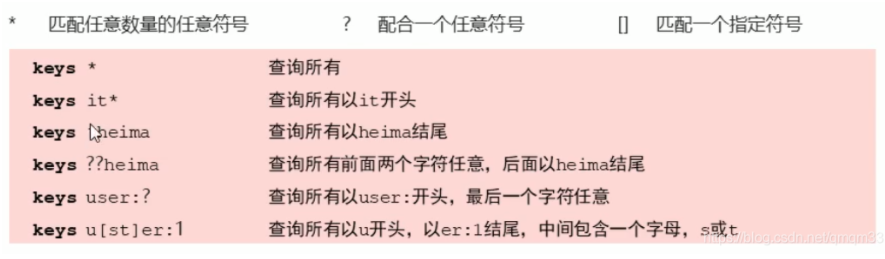 * 匹配任意数量的任意符号 ? 配合一个任意符号 [] 匹配一个指定符号
keys * 查询所有
keys it* 查询所有以it开头
keys heima 查询所有以heima结尾
keys ??heima 查询所有前面两个字符任意，后面以heima结尾
keys user:? 查询所有以user:开头，最后一个字符任意
keys u[st]er:1 查询所有以u开头，以er:1结尾，中间包含一个字母，s或t